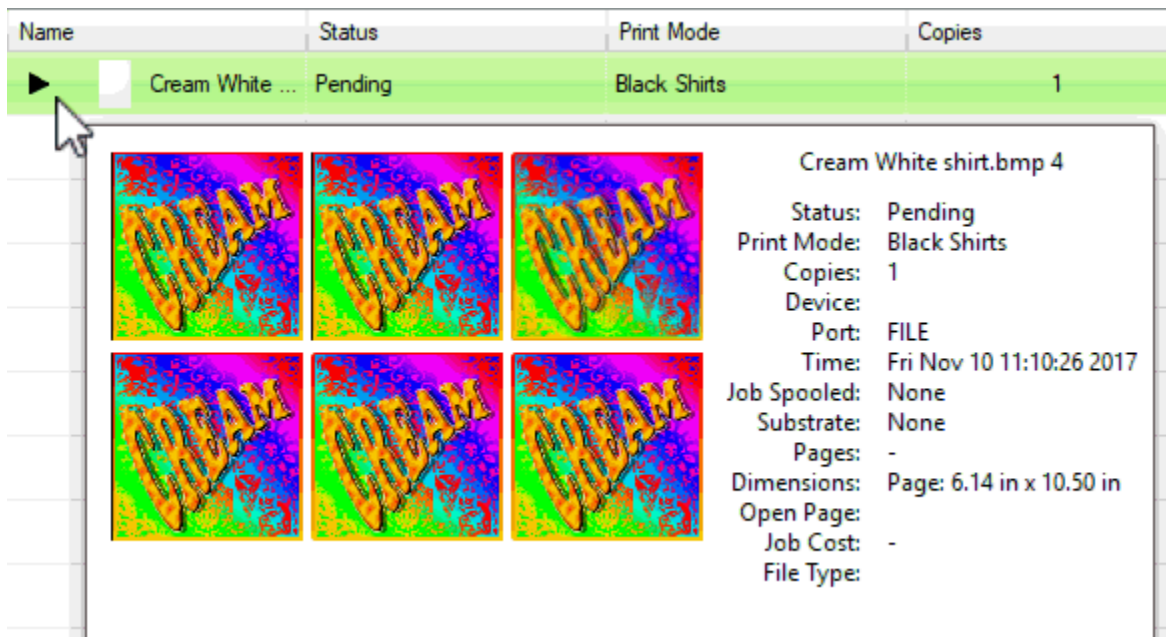 Name Status Print Mode Copies
Cream White ... Pending Black Shirts 1
Cream White shirt.bmp 4
Status: Pending
Print Mode: Black Shirts
Copies: 1
Device:
Port: FILE
Time: Fri Nov 10 11:10:26 2017
Job Spooled: None
Substrate: None
Pages: -
Dimensions: Page: 6.14 in x 10.50 in
Open Page:
Job Cost: -
File Type:
CREAM CREAM CREAM
CREAM CREAM CREAM